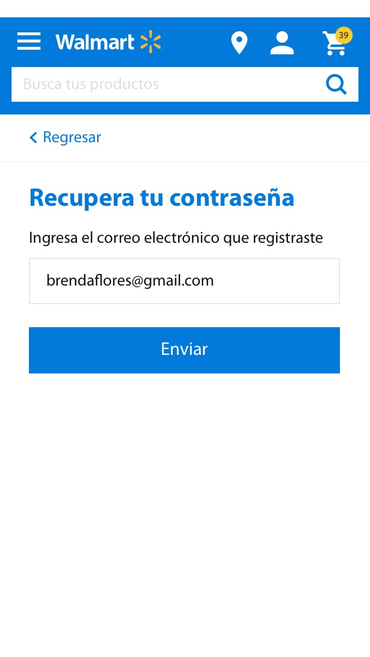 Walmart
39
Busca tus productos
Regresar
Recupera tu contraseña
Ingresa el correo electrónico que registraste
brendaflores@gmail.com
Enviar